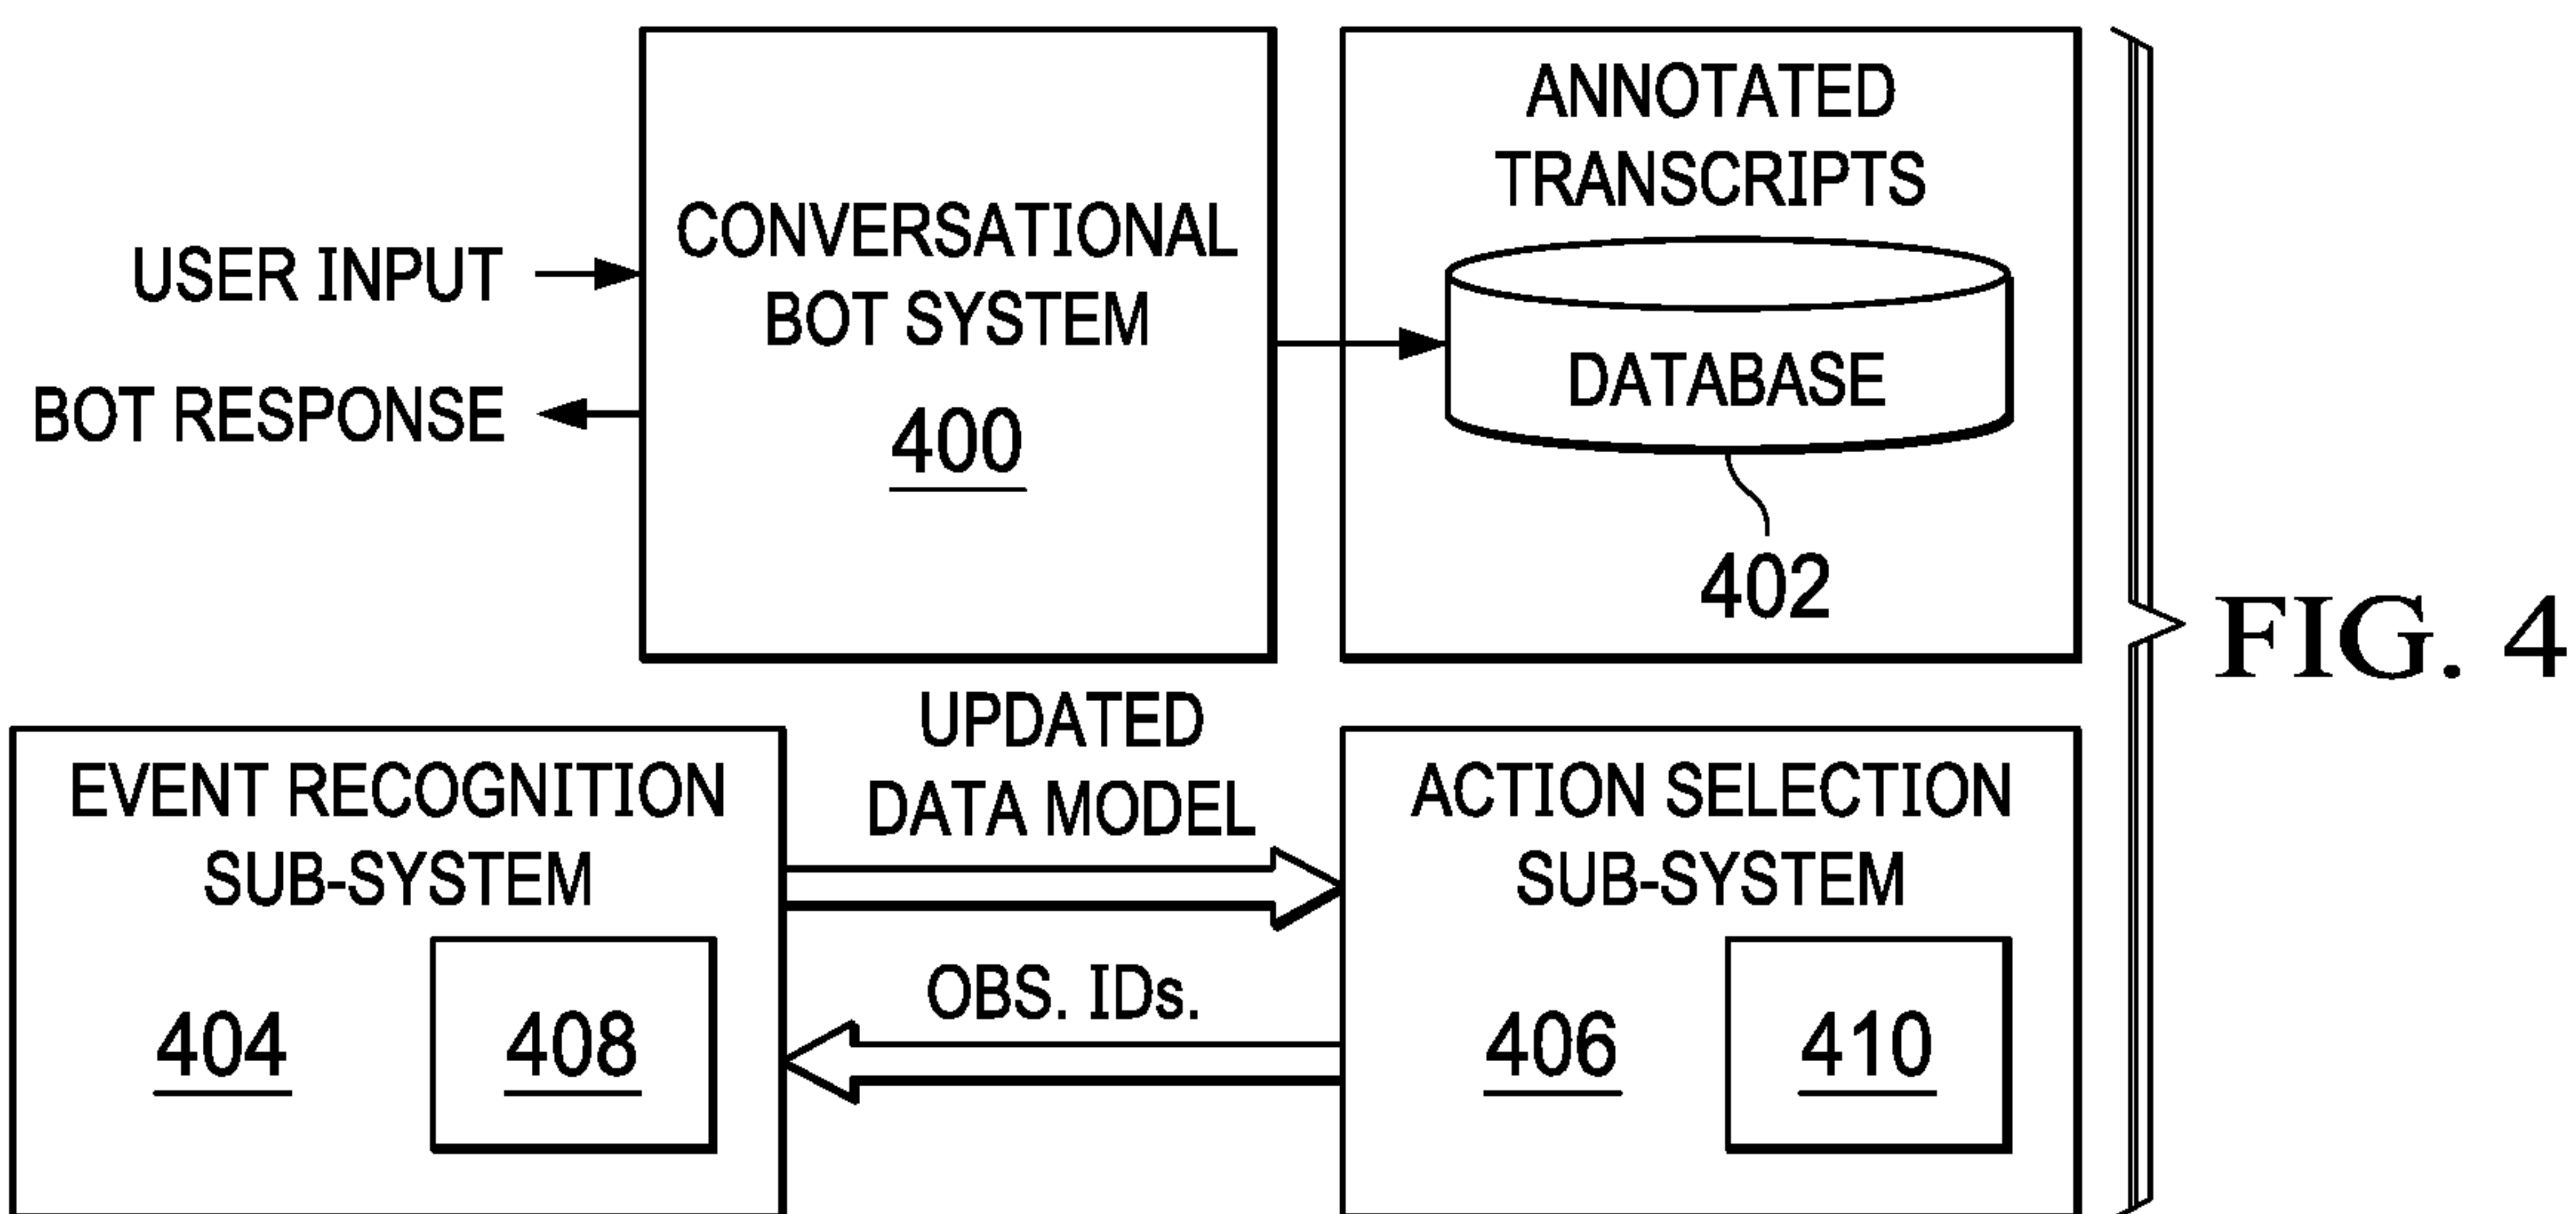 USER INPUT
BOT RESPONSE
CONVERSATIONAL
BOT SYSTEM
400
ANNOTATED
TRANSCRIPTS
DATABASE
402
EVENT RECOGNITION
SUB-SYSTEM
404
408
UPDATED
DATA MODEL
OBS. IDs.
ACTION SELECTION
SUB-SYSTEM
406
410
FIG. 4